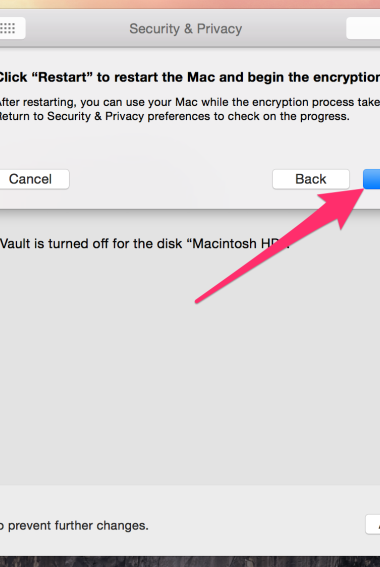 Security & Privacy
Click “Restart” to restart the Mac and begin the encryption
After restarting, you can use your Mac while the encryption process take
Return to Security & Privacy preferences to check on the progress.
Cancel
Back
Vault is turned off for the disk “Macintosh HD”.
to prevent further changes.